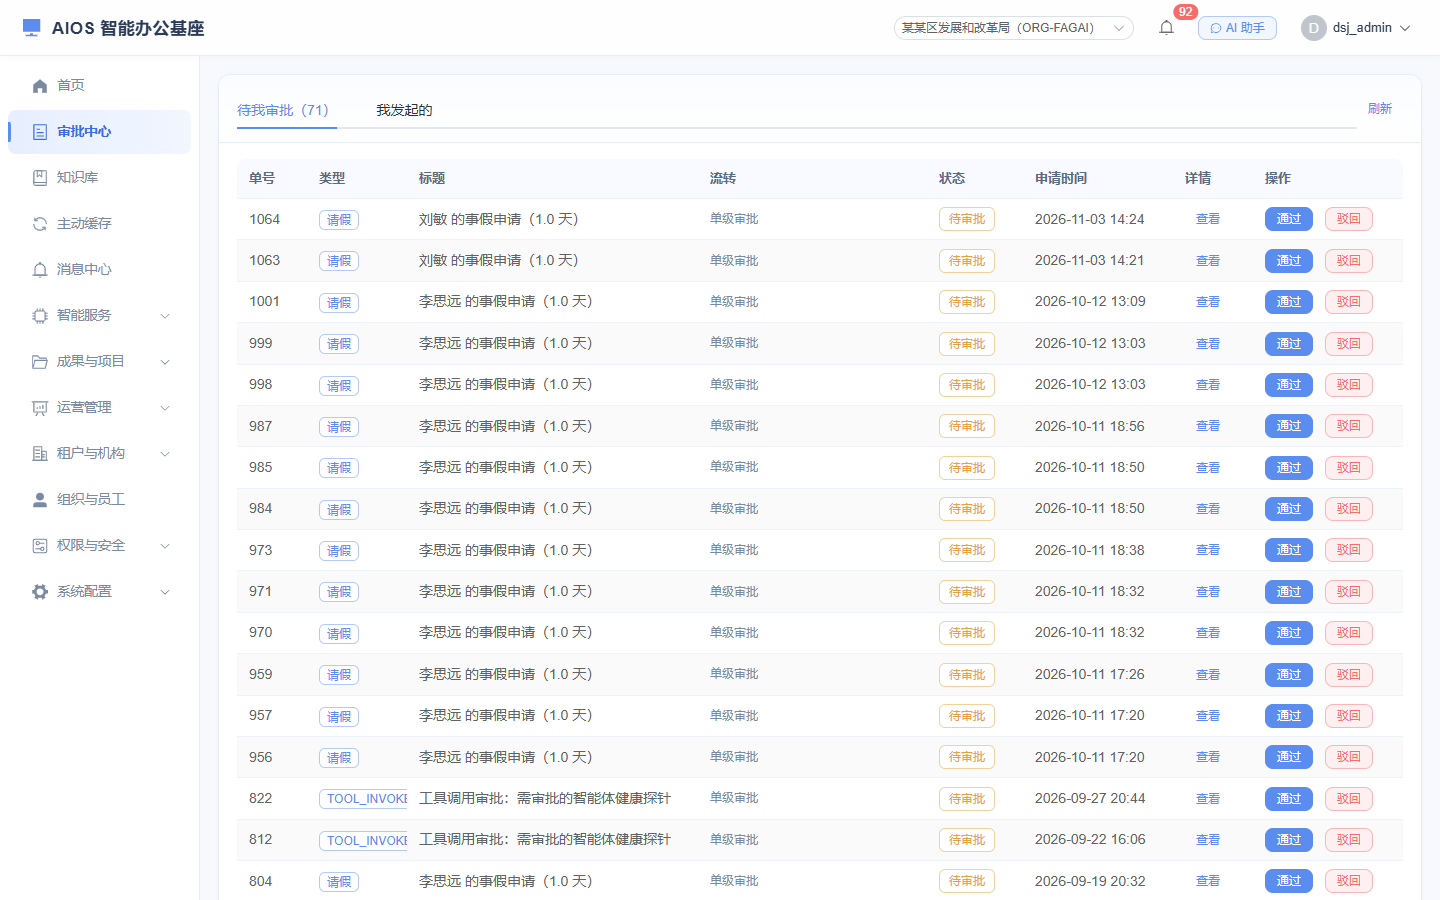 AIOS 智能办公基座
某某区发展和改革局（ORG-FAGAI）
92
AI 助手
D
dsj_admin
首页
审批中心
知识库
主动缓存
消息中心
智能服务
成果与项目
运营管理
租户与机构
组织与员工
权限与安全
系统配置
待我审批（71）
我发起的
刷新
单号 类型 标题 流转 状态 申请时间 详情 操作
1064 请假 刘敏 的事假申请（1.0 天） 单级审批 待审批 2026-11-03 14:24 查看 通过 驳回
1063 请假 刘敏 的事假申请（1.0 天） 单级审批 待审批 2026-11-03 14:21 查看 通过 驳回
1001 请假 李思远 的事假申请（1.0 天） 单级审批 待审批 2026-10-12 13:09 查看 通过 驳回
999 请假 李思远 的事假申请（1.0 天） 单级审批 待审批 2026-10-12 13:03 查看 通过 驳回
998 请假 李思远 的事假申请（1.0 天） 单级审批 待审批 2026-10-12 13:03 查看 通过 驳回
987 请假 李思远 的事假申请（1.0 天） 单级审批 待审批 2026-10-11 18:56 查看 通过 驳回
985 请假 李思远 的事假申请（1.0 天） 单级审批 待审批 2026-10-11 18:50 查看 通过 驳回
984 请假 李思远 的事假申请（1.0 天） 单级审批 待审批 2026-10-11 18:50 查看 通过 驳回
973 请假 李思远 的事假申请（1.0 天） 单级审批 待审批 2026-10-11 18:38 查看 通过 驳回
971 请假 李思远 的事假申请（1.0 天） 单级审批 待审批 2026-10-11 18:32 查看 通过 驳回
970 请假 李思远 的事假申请（1.0 天） 单级审批 待审批 2026-10-11 18:32 查看 通过 驳回
959 请假 李思远 的事假申请（1.0 天） 单级审批 待审批 2026-10-11 17:26 查看 通过 驳回
957 请假 李思远 的事假申请（1.0 天） 单级审批 待审批 2026-10-11 17:20 查看 通过 驳回
956 请假 李思远 的事假申请（1.0 天） 单级审批 待审批 2026-10-11 17:20 查看 通过 驳回
822 TOOL_INVOKE 工具调用审批：需审批的智能体健康探针 单级审批 待审批 2026-09-27 20:44 查看 通过 驳回
812 TOOL_INVOKE 工具调用审批：需审批的智能体健康探针 单级审批 待审批 2026-09-22 16:06 查看 通过 驳回
804 请假 李思远 的事假申请（1.0 天） 单级审批 待审批 2026-09-19 20:32 查看 通过 驳回